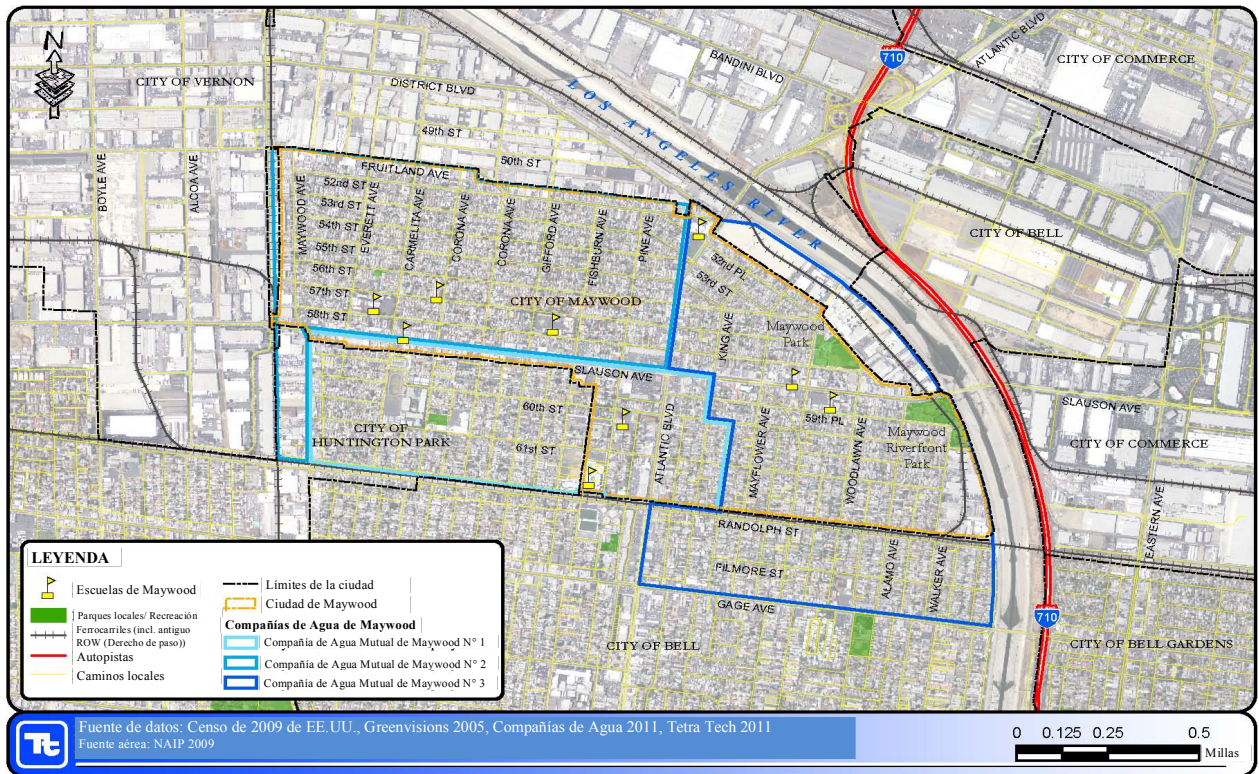 N
710
ATLANTIC BLVD
CITY OF COMMERCE
BANDINI BLVD
CITY OF VERNON
DISTRICT BLVD
LOS ANGELES RIVER
49th ST
50th ST
BOYLE AVE
ALCOA AVE
FRUITLAND AVE
MAYWOOD AVE
52nd ST
53rd ST
54th ST
55th ST
56th ST
57th ST
58th ST
EVERETT AVE
CARMELITA AVE
CORONA AVE
CORONA AVE
GIFFORD AVE
FISHBURN AVE
PINE AVE
52nd PL
53rd ST
CITY OF BELL
CITY OF MAYWOOD
KING AVE
Maywood
Park
SLAUSON AVE
SLAUSON AVE
60th ST
61st ST
CITY OF
HUNTINGTON PARK
ATLANTIC BLVD
MAYFLOWER AVE
59th PL
WOODLAWN AVE
Maywood
Riverfront
Park
CITY OF COMMERCE
EASTERN AVE
RANDOLPH ST
FILMORE ST
GAGE AVE
ALAMO AVE
WALKER AVE
710
CITY OF BELL
CITY OF BELL GARDENS
LEYENDA
Escuelas de Maywood
Parques locales/ Recreación
Ferrocarriles (incl. antiguo
ROW (Derecho de paso))
Autopistas
Caminos locales
Límites de la ciudad
Ciudad de Maywood
Compañías de Agua de Maywood
Compañía de Agua Mutual de Maywood N° 1
Compañía de Agua Mutual de Maywood N° 2
Compañía de Agua Mutual de Maywood N° 3
Tt
Fuente de datos: Censo de 2009 de EE.UU., Greenvisions 2005, Compañías de Agua 2011, Tetra Tech 2011
Fuente aérea: NAIP 2009
0 0.125 0.25 0.5
Millas